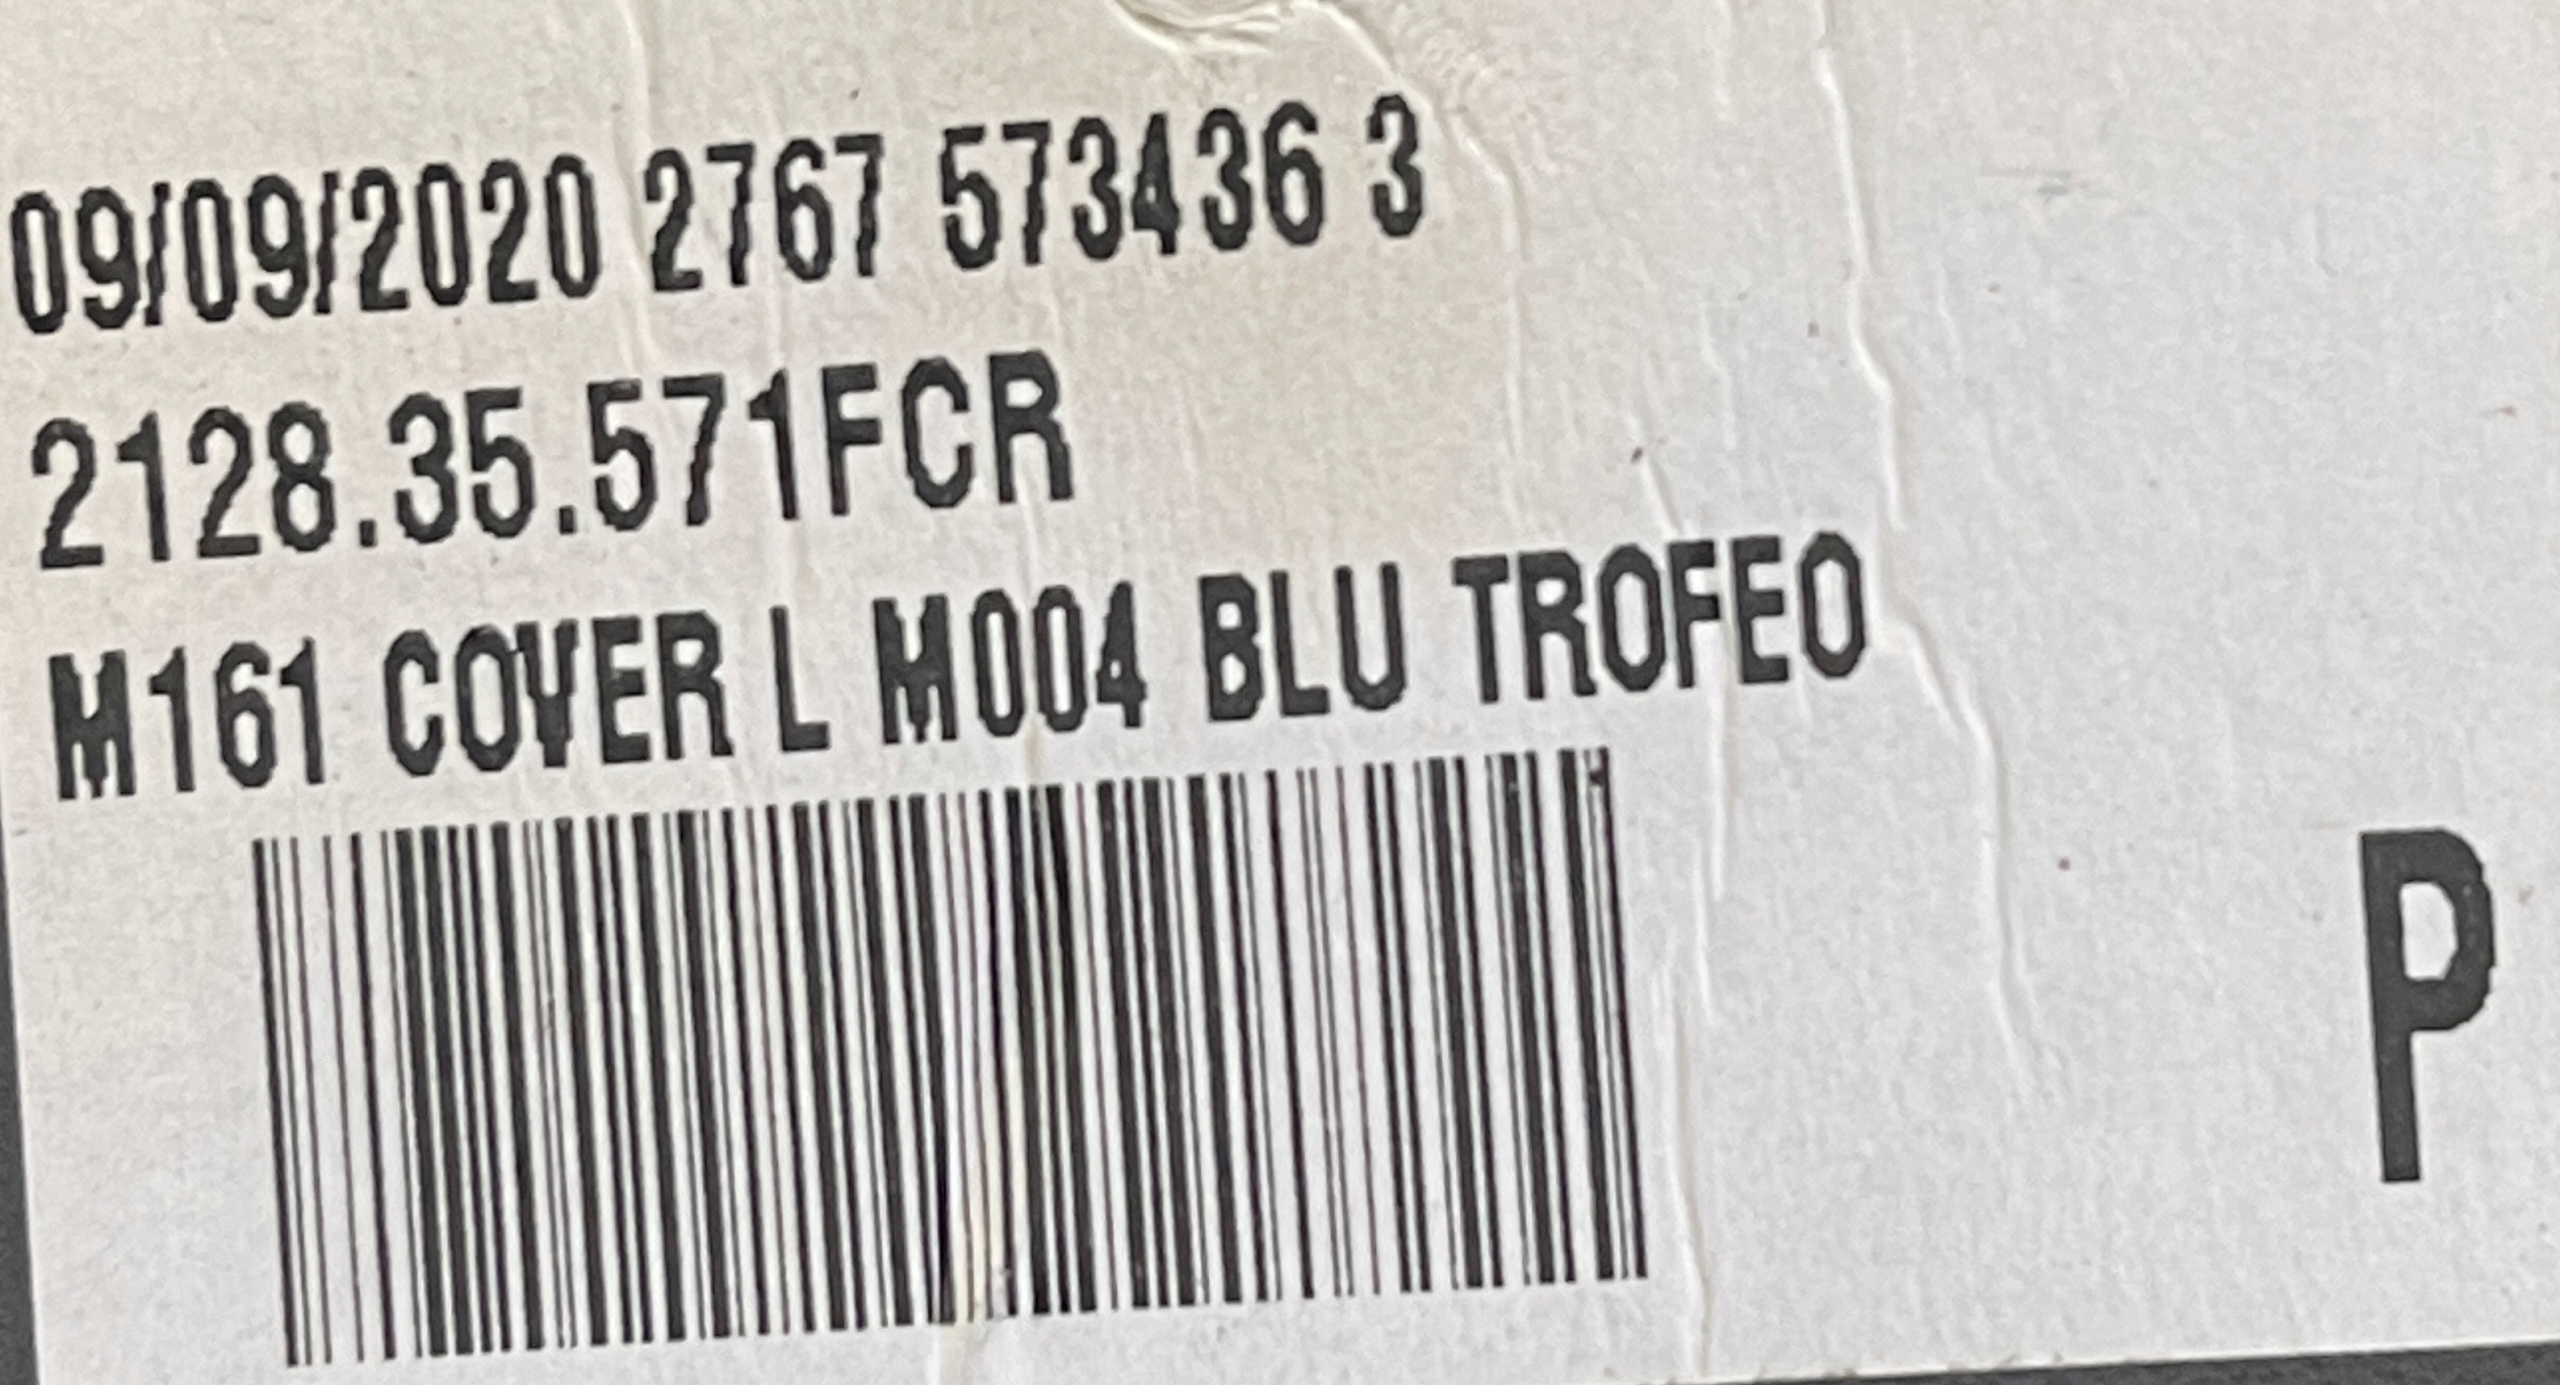 09/09/2020 2767 573436 3
2128.35.571FCR
M161 COVER L M004 BLU TROFEO
P